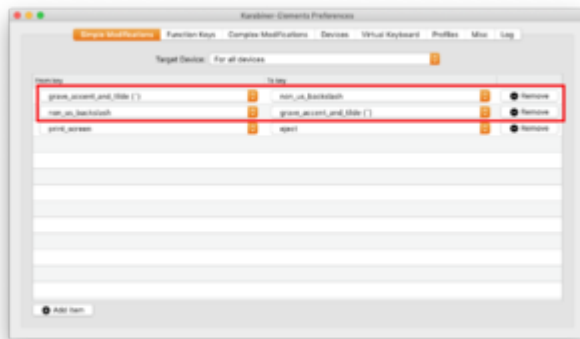 Karabiner-Elements Preferences
Simple Modifications Function Keys Complex Modifications Devices Virtual Keyboard Profiles Misc Log
Target Device: For all devices
From key To key
grave_accent_and_tilde (`) non_us_backslash Remove
non_us_backslash grave_accent_and_tilde (`) Remove
print_screen eject Remove
Add item